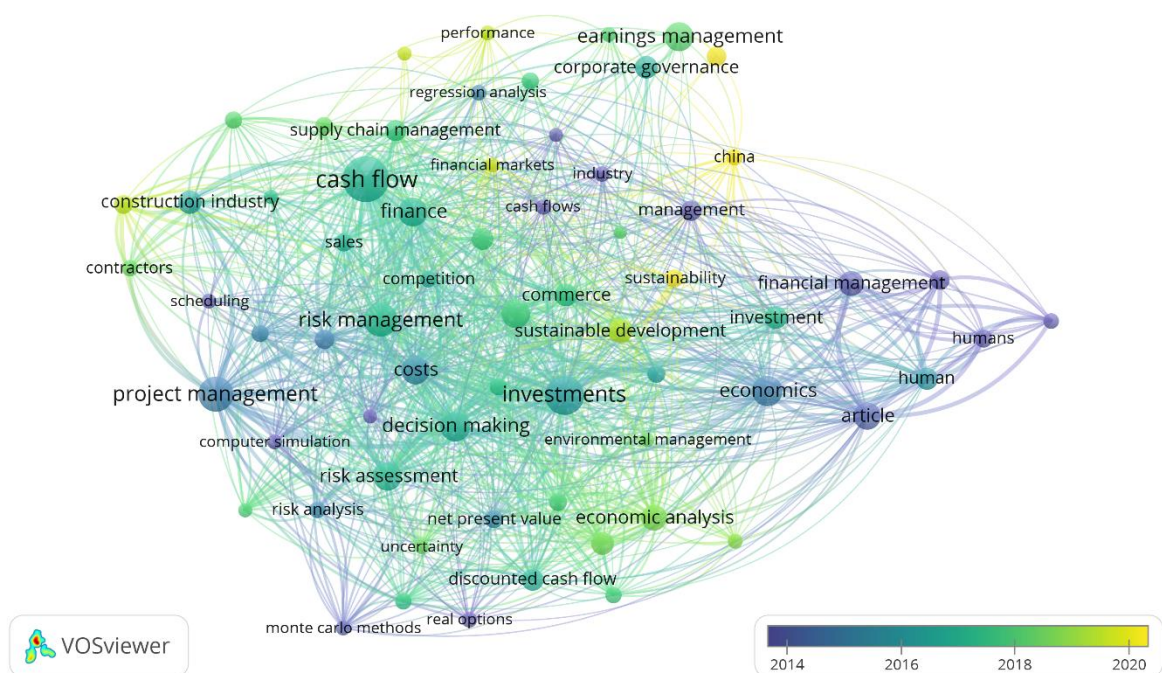 performance
earnings management
corporate governance
regression analysis
supply chain management
financial markets
china
industry
cash flow
construction industry
finance
cash flows
management
sales
contractors
competition
sustainability
commerce
financial management
scheduling
risk management
sustainable development
investment
humans
costs
human
project management
investments
economics
article
decision making
computer simulation
environmental management
risk assessment
risk analysis
net present value
economic analysis
uncertainty
discounted cash flow
monte carlo methods
real options
VOSviewer
2014
2016
2018
2020